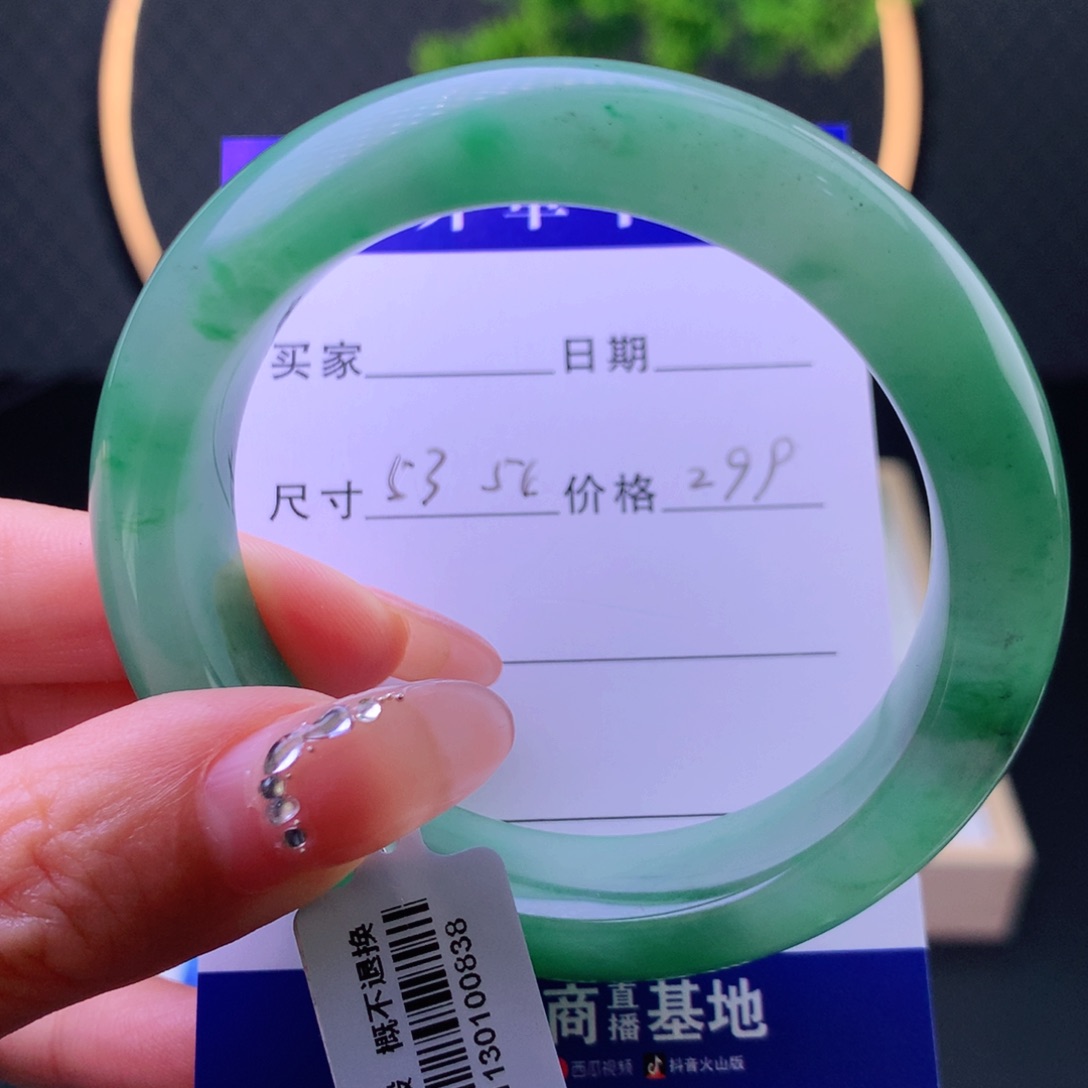 买家 日期
尺寸 53 56 价格 299
商直播基地
西瓜视频 抖音火山版
概不退换
130100838